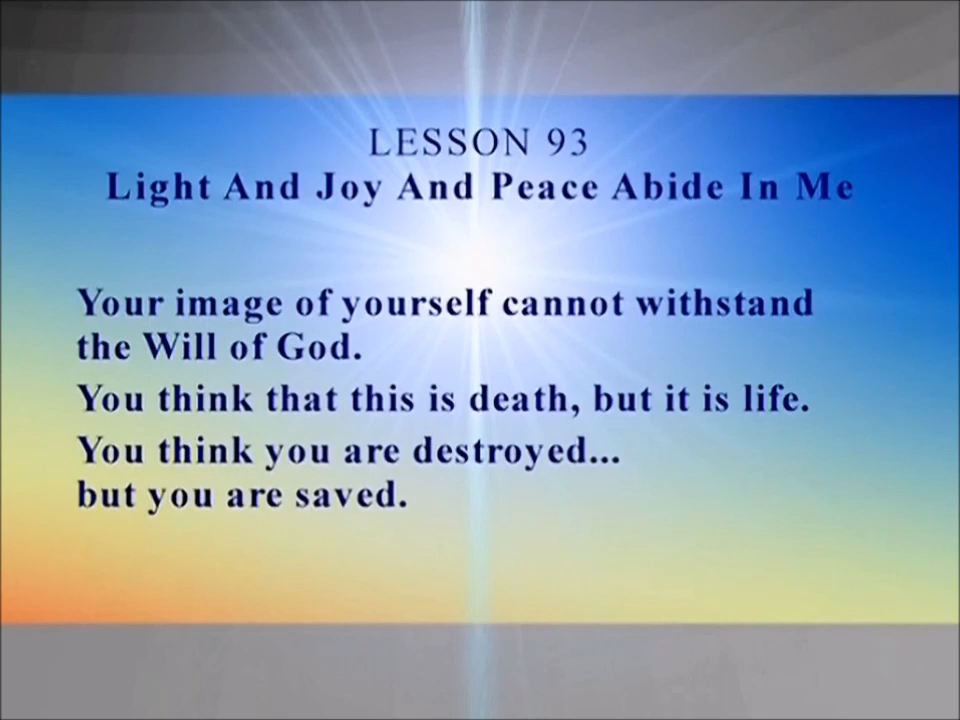 LESSON 93
Light And Joy And Peace Abide In Me
Your image of yourself cannot withstand
the Will of God.
You think that this is death, but it is life.
You think you are destroyed...
but you are saved.